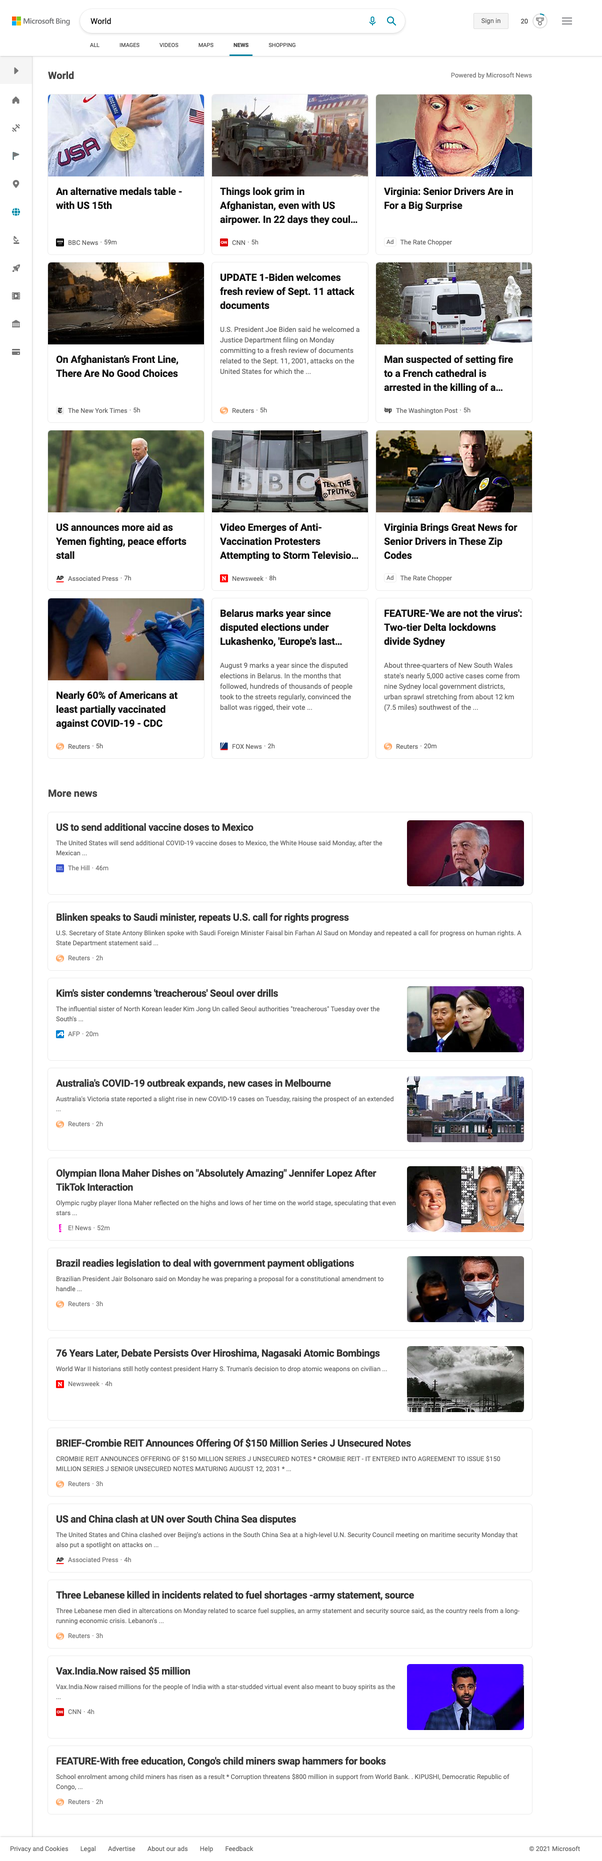 Microsoft Bing
World
Sign in
20
ALL IMAGES VIDEOS MAPS NEWS SHOPPING
World
Powered by Microsoft News
USA
An alternative medals table -
with US 15th
BBC News · 59m
Things look grim in
Afghanistan, even with US
airpower. In 22 days they coul...
CNN · 5h
Virginia: Senior Drivers Are in
For a Big Surprise
Ad The Rate Chopper
On Afghanistan's Front Line,
There Are No Good Choices
The New York Times · 5h
UPDATE 1-Biden welcomes
fresh review of Sept. 11 attack
documents
U.S. President Joe Biden said he welcomed a
Justice Department filing on Monday
committing to a fresh review of documents
related to the Sept. 11, 2001, attacks on the
United States for which the ...
Reuters · 5h
Man suspected of setting fire
to a French cathedral is
arrested in the killing of a...
wp The Washington Post · 5h
US announces more aid as
Yemen fighting, peace efforts
stall
AP Associated Press · 7h
BBC
TELL THE
TRUTH
Video Emerges of Anti-
Vaccination Protesters
Attempting to Storm Televisio...
N Newsweek · 8h
Virginia Brings Great News for
Senior Drivers in These Zip
Codes
Ad The Rate Chopper
Nearly 60% of Americans at
least partially vaccinated
against COVID-19 - CDC
Reuters · 5h
Belarus marks year since
disputed elections under
Lukashenko, 'Europe's last...
August 9 marks a year since the disputed
elections in Belarus. In the months that
followed, hundreds of thousands of people
took to the streets regularly, convinced the
ballot was rigged, their vote ...
FOX News · 2h
FEATURE-'We are not the virus':
Two-tier Delta lockdowns
divide Sydney
About three-quarters of New South Wales
state's nearly 5,000 active cases come from
nine Sydney local government districts,
urban sprawl stretching from about 12 km
(7.5 miles) southwest of the ...
Reuters · 20m
More news
US to send additional vaccine doses to Mexico
The United States will send additional COVID-19 vaccine doses to Mexico, the White House said Monday, after the
Mexican ...
The Hill · 46m
Blinken speaks to Saudi minister, repeats U.S. call for rights progress
U.S. Secretary of State Antony Blinken spoke with Saudi Foreign Minister Faisal bin Farhan Al Saud on Monday and repeated a call for progress on human rights. A
State Department statement said ...
Reuters · 2h
Kim's sister condemns 'treacherous' Seoul over drills
The influential sister of North Korean leader Kim Jong Un called Seoul authorities "treacherous" Tuesday over the
South's ...
AFP · 20m
Australia's COVID-19 outbreak expands, new cases in Melbourne
Australia's Victoria state reported a slight rise in new COVID-19 cases on Tuesday, raising the prospect of an extended
...
Reuters · 2h
Olympian Ilona Maher Dishes on "Absolutely Amazing" Jennifer Lopez After
TikTok Interaction
Olympic rugby player Ilona Maher reflected on the highs and lows of her time on the world stage, speculating that even
stars ...
E! News · 52m
Brazil readies legislation to deal with government payment obligations
Brazilian President Jair Bolsonaro said on Monday he was preparing a proposal for a constitutional amendment to
handle ...
Reuters · 3h
76 Years Later, Debate Persists Over Hiroshima, Nagasaki Atomic Bombings
World War II historians still hotly contest president Harry S. Truman's decision to drop atomic weapons on civilian ...
N Newsweek · 4h
BRIEF-Crombie REIT Announces Offering Of $150 Million Series J Unsecured Notes
CROMBIE REIT ANNOUNCES OFFERING OF $150 MILLION SERIES J UNSECURED NOTES * CROMBIE REIT - IT ENTERED INTO AGREEMENT TO ISSUE $150
MILLION SERIES J SENIOR UNSECURED NOTES MATURING AUGUST 12, 2031 * ...
Reuters · 3h
US and China clash at UN over South China Sea disputes
The United States and China clashed over Beijing's actions in the South China Sea at a high-level U.N. Security Council meeting on maritime security Monday that
also put a spotlight on attacks on ...
AP Associated Press · 4h
Three Lebanese killed in incidents related to fuel shortages -army statement, source
Three Lebanese men died in altercations on Monday related to scarce fuel supplies, an army statement and security source said, as the country reels from a long-
running economic crisis. Lebanon's ...
Reuters · 3h
Vax.India.Now raised $5 million
Vax.India.Now raised millions for the people of India with a star-studded virtual event also meant to buoy spirits as the
...
CNN · 4h
FEATURE-With free education, Congo's child miners swap hammers for books
School enrolment among child miners has risen as a result * Corruption threatens $800 million in support from World Bank. . KIPUSHI, Democratic Republic of
Congo, ...
Reuters · 2h
Privacy and Cookies Legal Advertise About our ads Help Feedback
© 2021 Microsoft